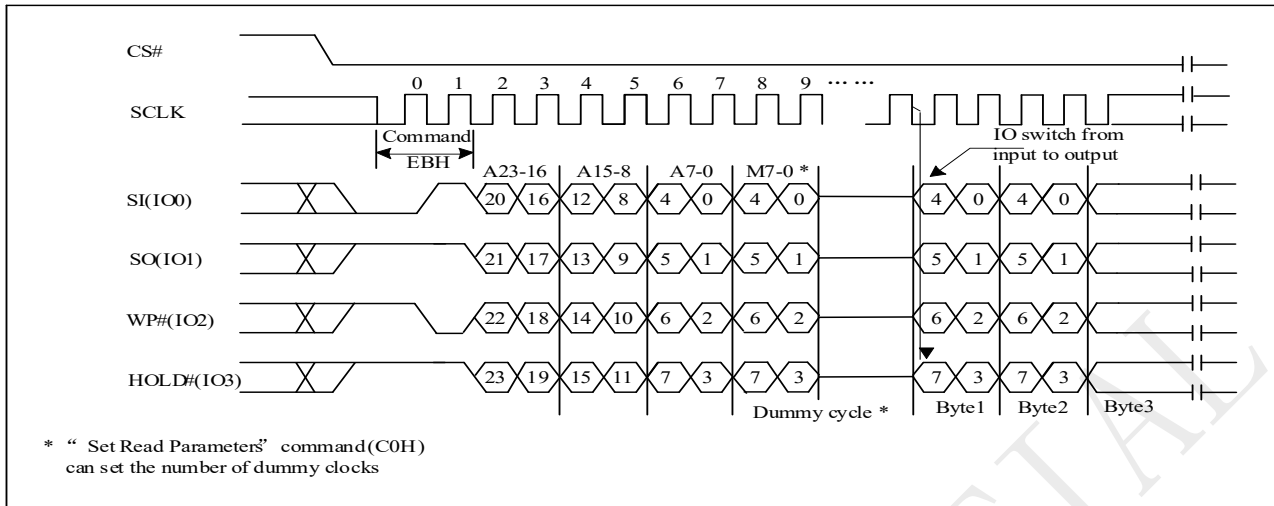 CS#
0 1 2 3 4 5 6 7 8 9 ... ...
SCLK
Command
EBH
IO switch from
input to output
A23-16 A15-8 A7-0 M7-0 *
SI(IO0) 20 16 12 8 4 0 4 0 4 0 4 0
SO(IO1) 21 17 13 9 5 1 5 1 5 1 5 1
WP#(IO2) 22 18 14 10 6 2 6 2 6 2 6 2
HOLD#(IO3) 23 19 15 11 7 3 7 3 7 3 7 3
Dummy cycle * Byte1 Byte2 Byte3
* “ Set Read Parameters” command(C0H)
can set the number of dummy clocks